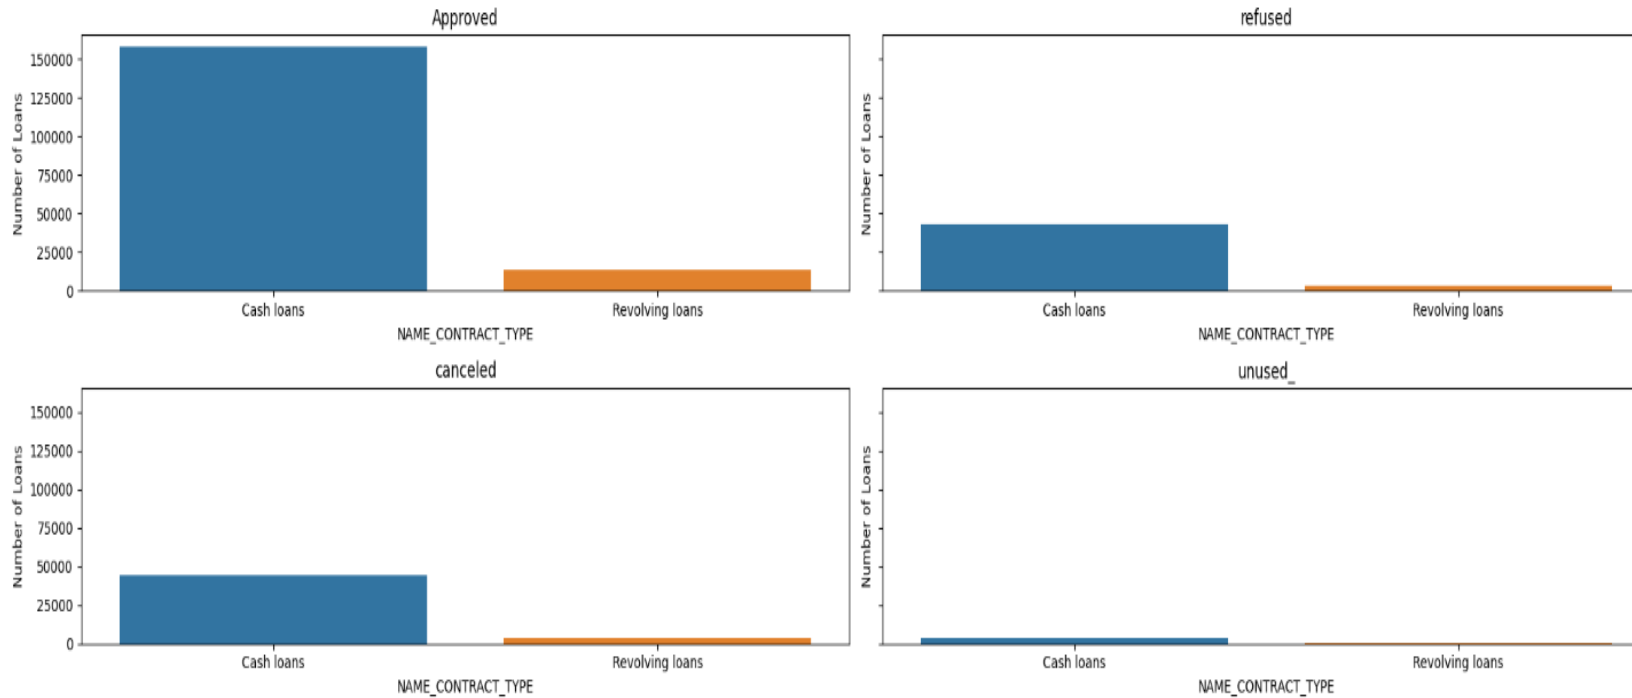 Approved
Number of Loans
150000
125000
100000
75000
50000
25000
0
Cash loans Revolving loans
NAME_CONTRACT_TYPE
refused
Number of Loans
Cash loans Revolving loans
NAME_CONTRACT_TYPE
canceled
Number of Loans
150000
125000
100000
75000
50000
25000
0
Cash loans Revolving loans
NAME_CONTRACT_TYPE
unused_
Number of Loans
Cash loans Revolving loans
NAME_CONTRACT_TYPE